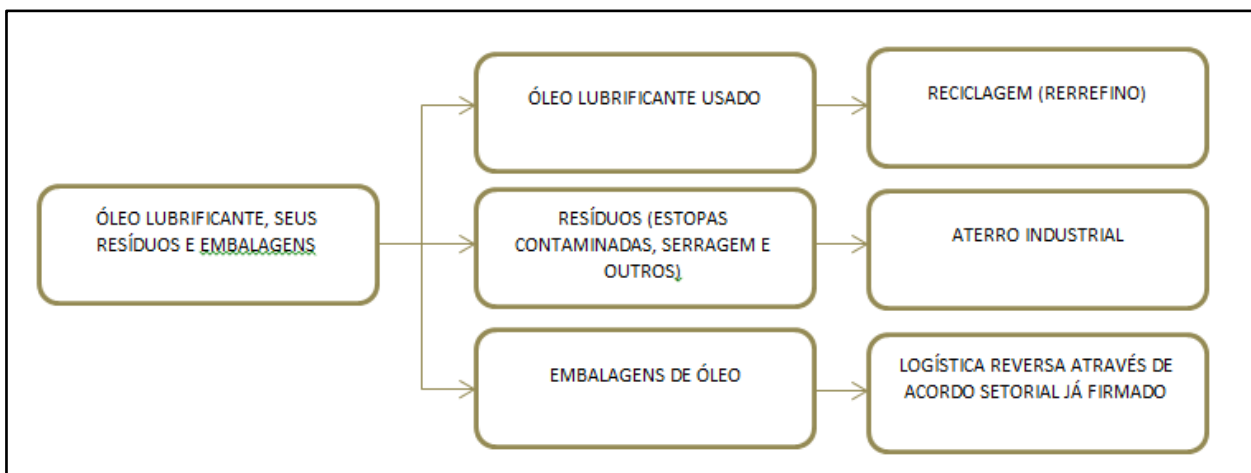 ÓLEO LUBRIFICANTE, SEUS
RESÍDUOS E EMBALAGENS
ÓLEO LUBRIFICANTE USADO
RECICLAGEM (RERREFINO)
RESÍDUOS (ESTOPAS
CONTAMINADAS, SERRAGEM E
OUTROS)
ATERRO INDUSTRIAL
EMBALAGENS DE ÓLEO
LOGÍSTICA REVERSA ATRAVÉS DE
ACORDO SETORIAL JÁ FIRMADO